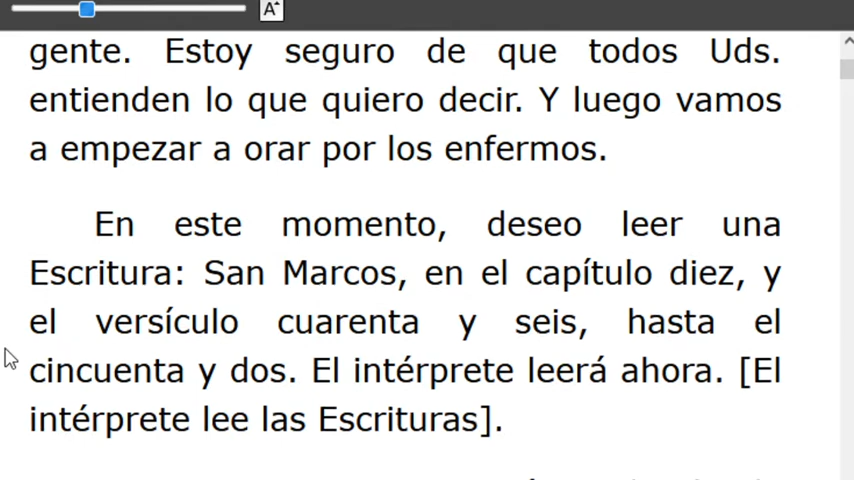 A
gente. Estoy seguro de que todos Uds.
entienden lo que quiero decir. Y luego vamos
a empezar a orar por los enfermos.
En este momento, deseo leer una
Escritura: San Marcos, en el capítulo diez, y
el versículo cuarenta y seis, hasta el
cincuenta y dos. El intérprete leerá ahora. [El
intérprete lee las Escrituras].